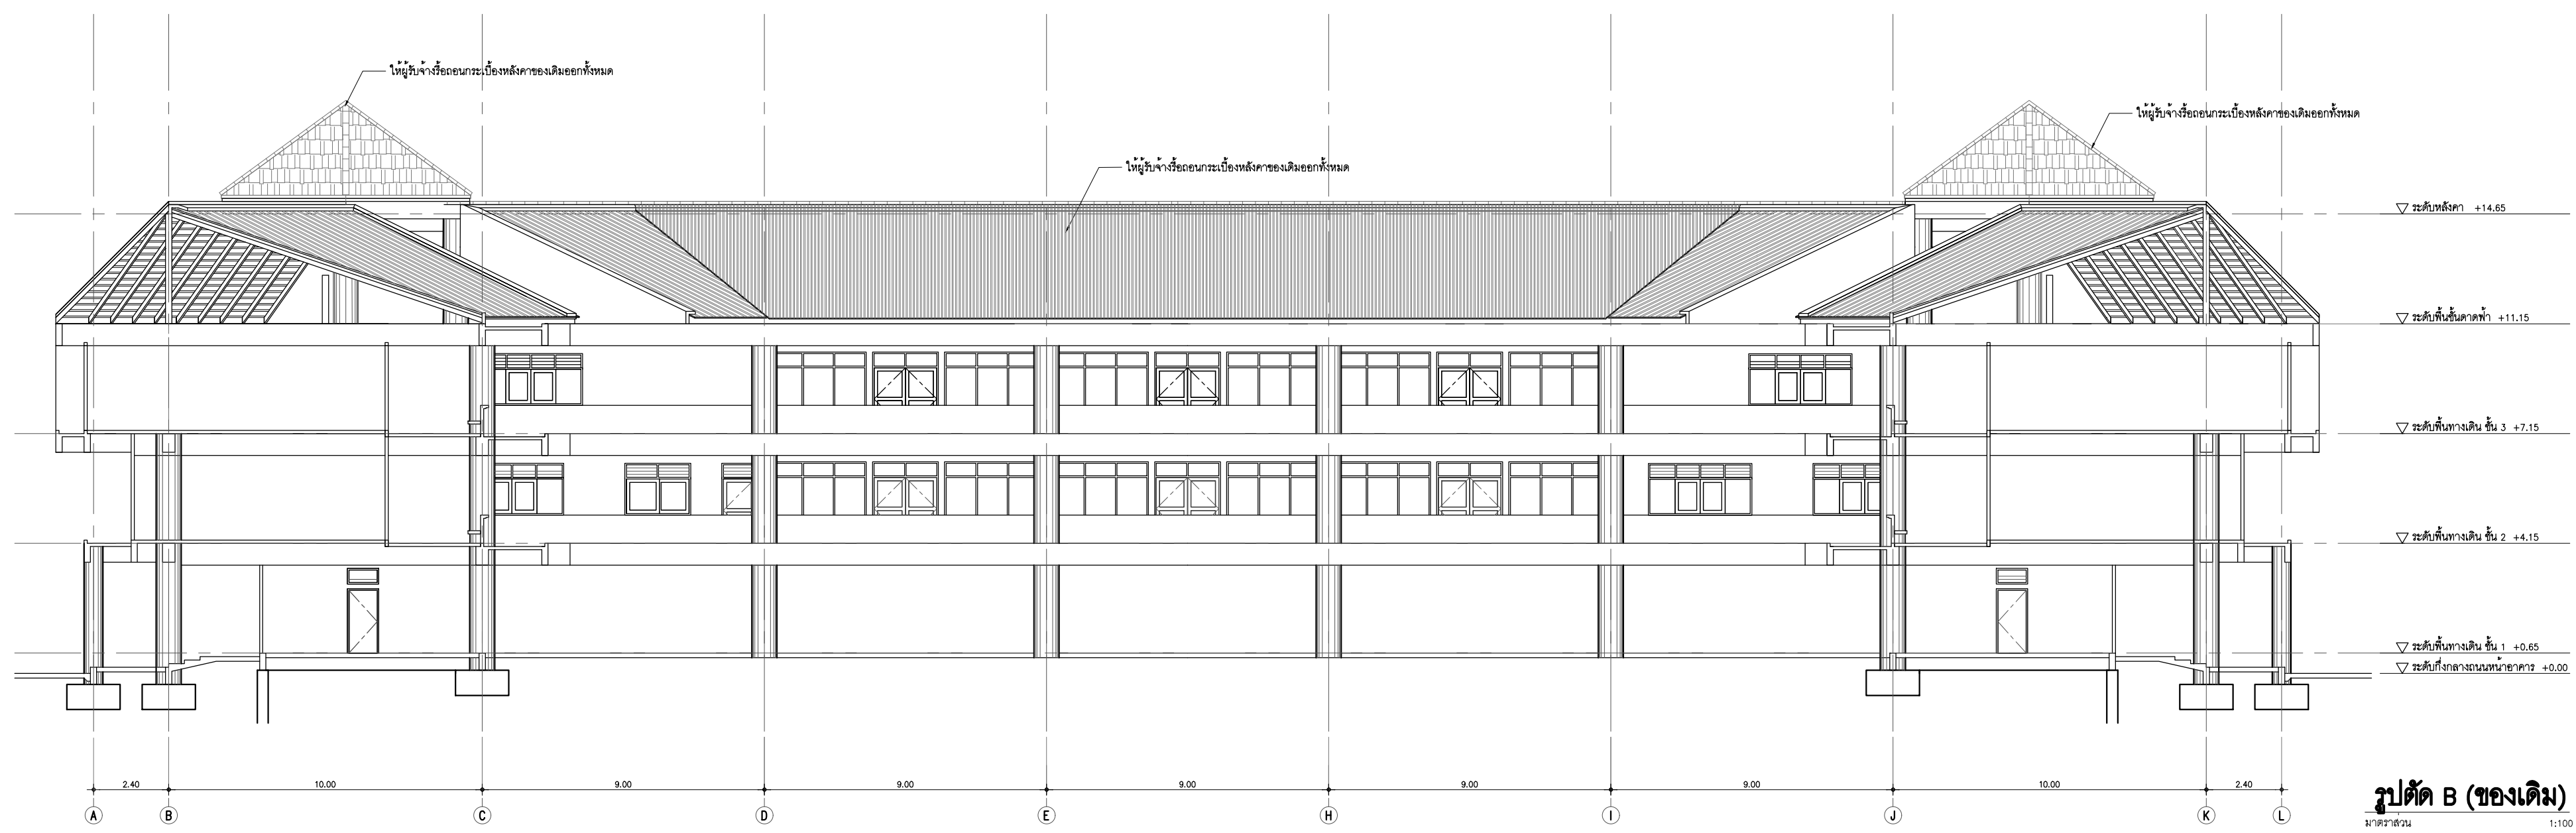 ให้ผู้รับจ้างรื้อถอนกระเบื้องหลังคาของเดิมออกทั้งหมด
ให้ผู้รับจ้างรื้อถอนกระเบื้องหลังคาของเดิมออกทั้งหมด
ให้ผู้รับจ้างรื้อถอนกระเบื้องหลังคาของเดิมออกทั้งหมด
ระดับหลังคา +14.65
ระดับพื้นชั้นดาดฟ้า +11.15
ระดับพื้นทางเดิน ชั้น 3 +7.15
ระดับพื้นทางเดิน ชั้น 2 +4.15
ระดับพื้นทางเดิน ชั้น 1 +0.65
ระดับกึ่งกลางถนนหน้าอาคาร +0.00
2.40 10.00 9.00 9.00 9.00 9.00 9.00 10.00 2.40
A B C D E H I J K L
รูปตัด B (ของเดิม)
มาตราส่วน 1:100